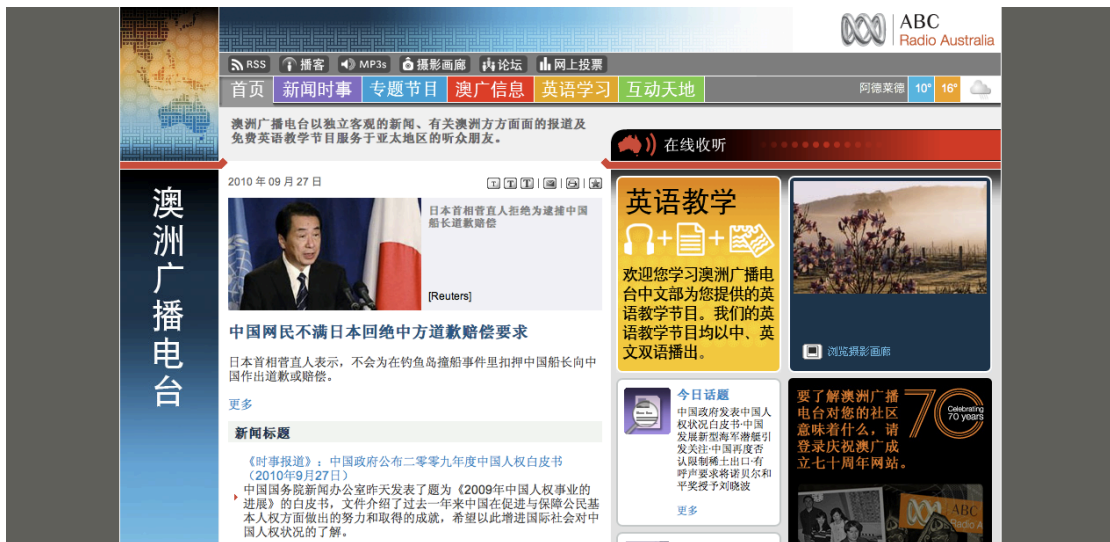 ABC
Radio Australia
RSS 播客 MP3s 摄影画廊 论坛 网上投票
首页 新闻时事 专题节目 澳广信息 英语学习 互动天地
阿德莱德 10° 16°
澳洲广播电台以独立客观的新闻、有关澳洲方方面面的报道及
免费英语教学节目服务于亚太地区的听众朋友。
在线收听
澳洲广播电台
2010 年 09 月 27 日
T T T
日本首相菅直人拒绝为逮捕中国
船长道歉赔偿
[Reuters]
中国网民不满日本回绝中方道歉赔偿要求
日本首相菅直人表示，不会为在钓鱼岛撞船事件里扣押中国船长向中
国作出道歉或赔偿。
更多
新闻标题
《时事报道》：中国政府公布二零零九年度中国人权白皮书
（2010年9月27日）
中国国务院新闻办公室昨天发表了题为《2009年中国人权事业的
进展》的白皮书，文件介绍了过去一年来中国在促进与保障公民基
本人权方面做出的努力和取得的成就，希望以此增进国际社会对中
国人权状况的了解。
英语教学
欢迎您学习澳洲广播电
台中文部为您提供的英
语教学节目。我们的英
语教学节目均以中、英
文双语播出。
浏览摄影画廊
今日话题
中国政府发表中国人
权状况白皮书·中国
发展新型海军潜艇引
发关注·中国再度否
认限制稀土出口·有
呼声要求将诺贝尔和
平奖授予刘晓波
更多
要了解澳洲广播
电台对您的社区
意味着什么，请
登录庆祝澳广成
立七十周年网站。
70
Celebrating
70 years
ABC
Radio A